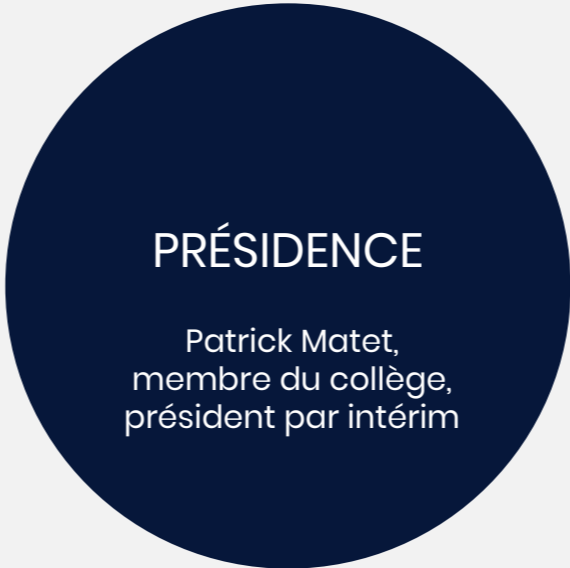 PRÉSIDENCE
Patrick Matet,
membre du collège,
président par intérim